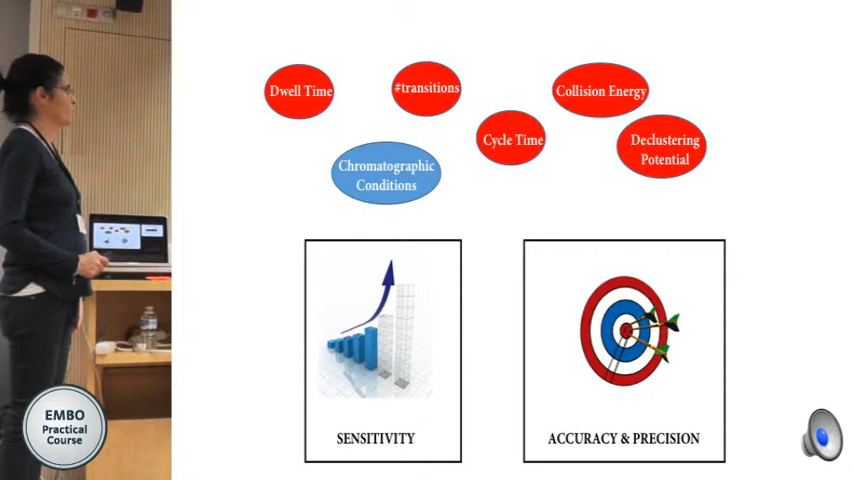 Dwell Time
#transitions
Collision Energy
Cycle Time
Declustering
Potential
Chromatographic
Conditions
SENSITIVITY
ACCURACY & PRECISION
EMBO
Practical
Course